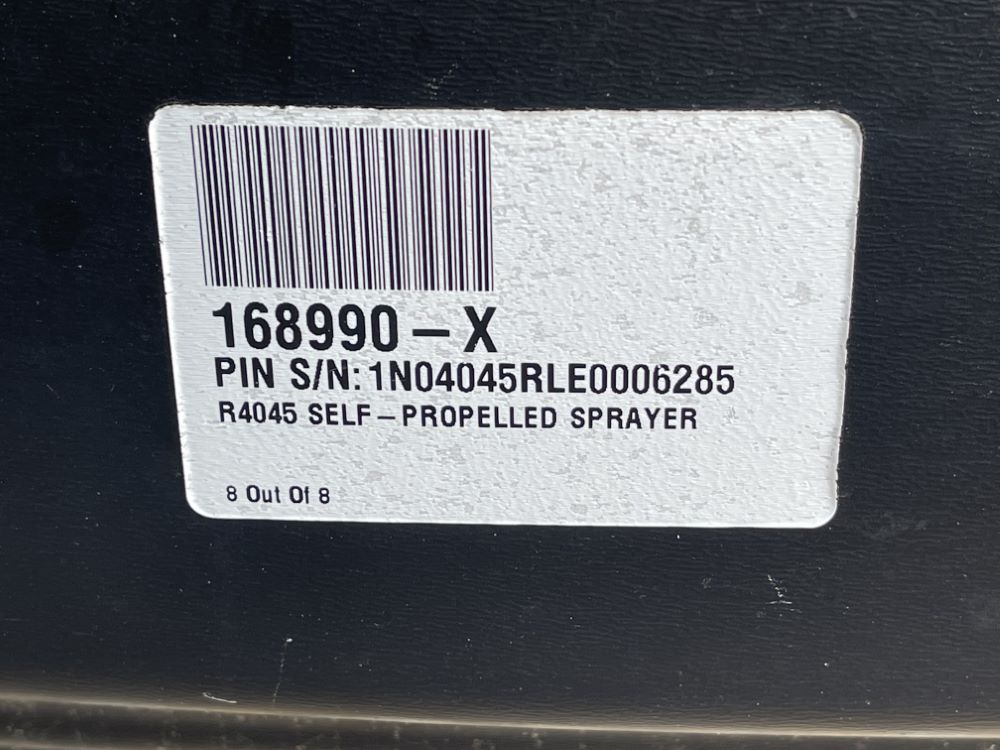 168990-X
PIN S/N: 1N04045RLE0006285
R4045 SELF-PROPELLED SPRAYER
8 Out Of 8